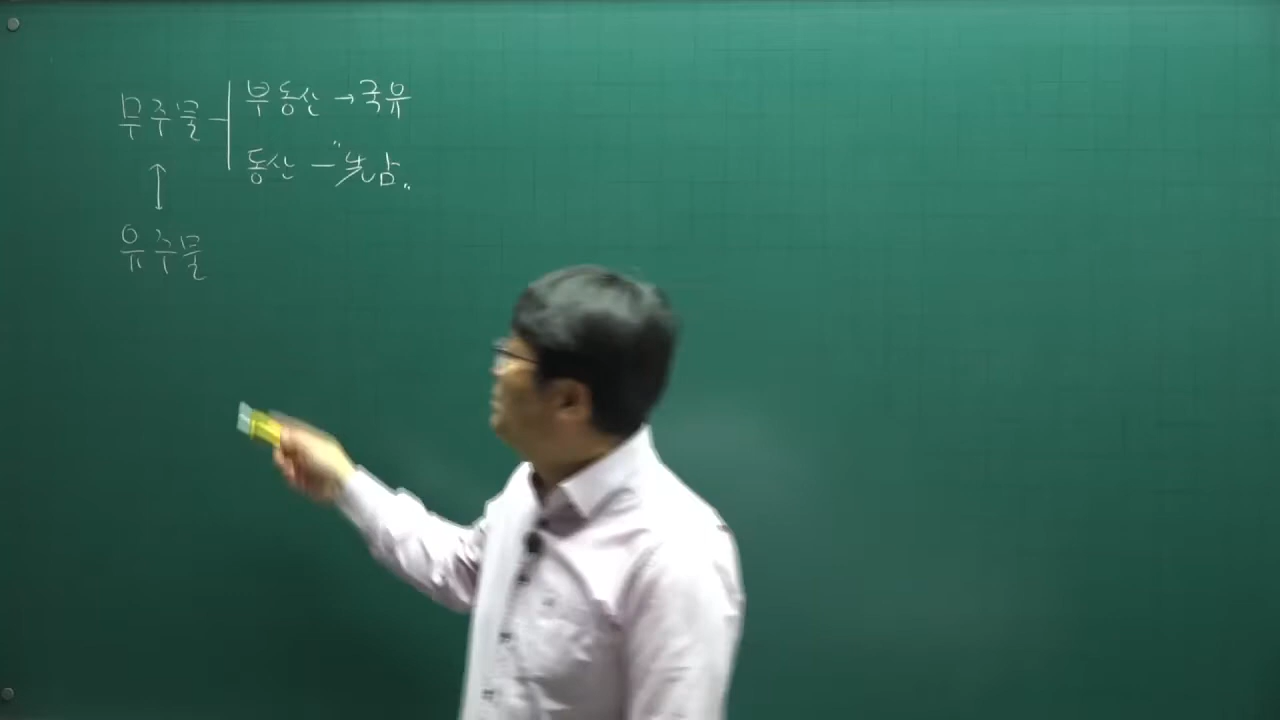 무주물 부동산 → 국유
동산 — "先占"
↕
유주물